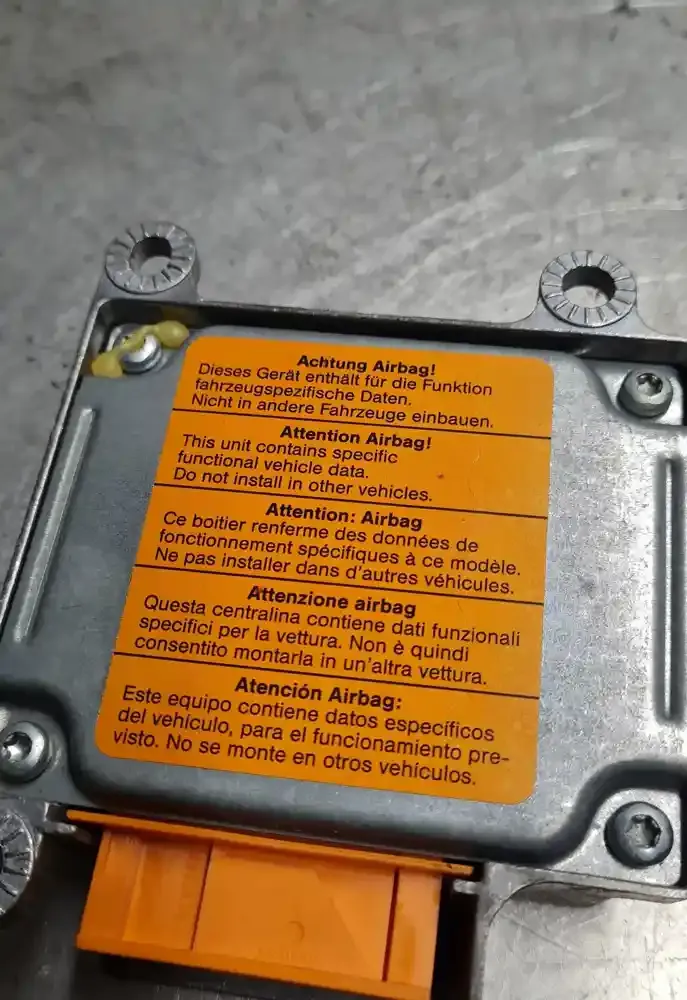 Achtung Airbag!
Dieses Gerät enthält für die Funktion
fahrzeugspezifische Daten.
Nicht in andere Fahrzeuge einbauen.
Attention Airbag!
This unit contains specific
functional vehicle data.
Do not install in other vehicles.
Attention: Airbag
Ce boitier renferme des données de
fonctionnement spécifiques à ce modèle.
Ne pas installer dans d'autres véhicules.
Attenzione airbag
Questa centralina contiene dati funzionali
specifici per la vettura. Non è quindi
consentito montarla in un'altra vettura.
Atención Airbag:
Este equipo contiene datos específicos
del vehículo, para el funcionamiento pre-
visto. No se monte en otros vehículos.